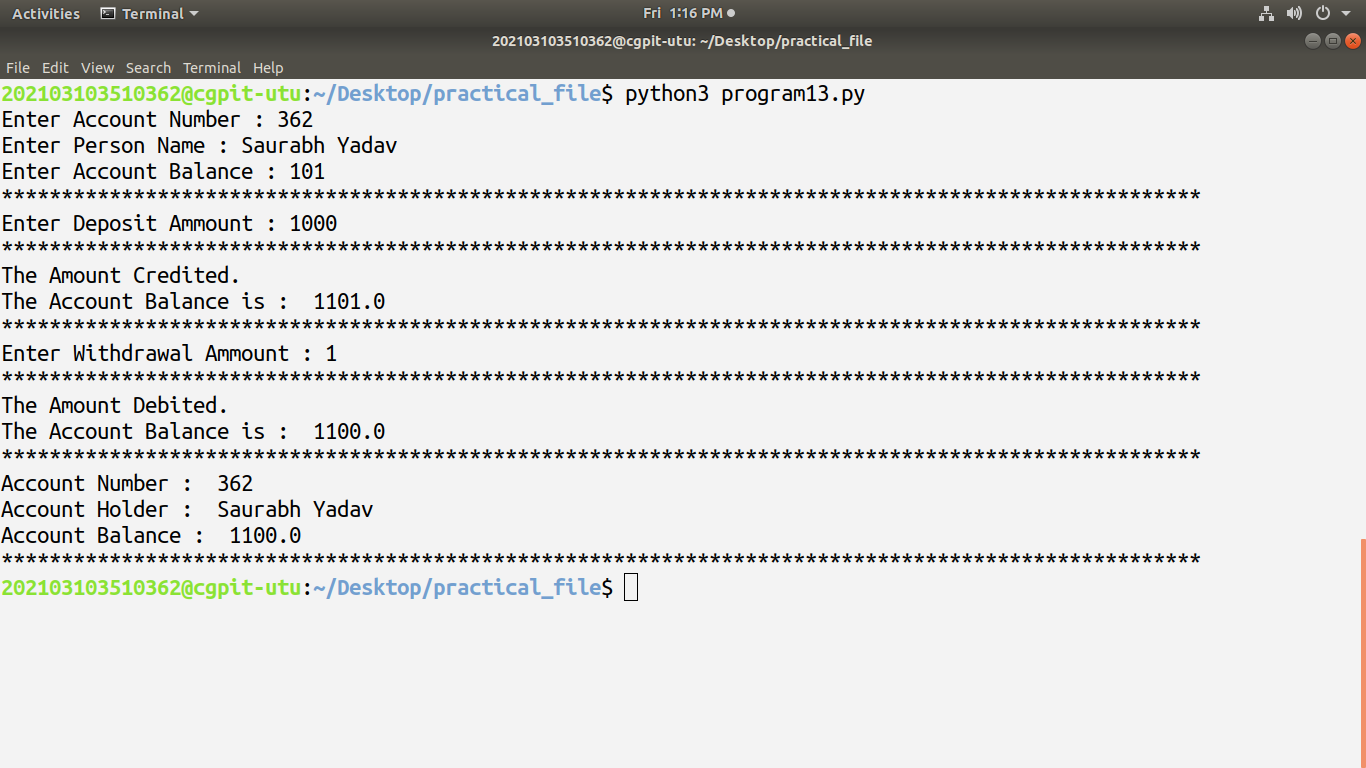 Activities Terminal Fri 1:16 PM
202103103510362@cgpit-utu: ~/Desktop/practical_file
File Edit View Search Terminal Help
202103103510362@cgpit-utu:~/Desktop/practical_file$ python3 program13.py
Enter Account Number : 362
Enter Person Name : Saurabh Yadav
Enter Account Balance : 101
****************************************************************************************************
Enter Deposit Ammount : 1000
****************************************************************************************************
The Amount Credited.
The Account Balance is :  1101.0
****************************************************************************************************
Enter Withdrawal Ammount : 1
****************************************************************************************************
The Amount Debited.
The Account Balance is :  1100.0
****************************************************************************************************
Account Number :  362
Account Holder :  Saurabh Yadav
Account Balance :  1100.0
****************************************************************************************************
202103103510362@cgpit-utu:~/Desktop/practical_file$